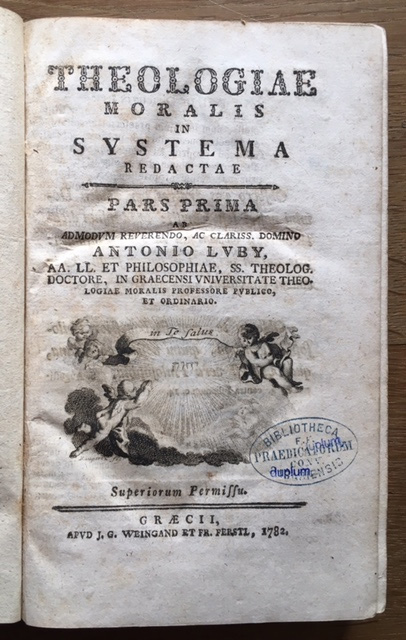 THEOLOGIAE
MORALIS
IN
SYSTEMA
REDACTAE
PARS PRIMA
AB
ADMODVM REVERENDO, AC CLARISS. DOMINO
ANTONIO LVBY,
AA. LL. ET PHILOSOPHIAE, SS. THEOLOG.
DOCTORE, IN GRAECENSI VNIVERSITATE THEO-
LOGIAE MORALIS PROFESSORE PVBLICO,
ET ORDINARIO.
in Te salus
BIBLIOTHECA
F.F.
PRAEDICATORUM
CONV.
duplum.
duplum.
Superiorum Permissu.
GRÆCII,
APVD J. G. WEINGAND ET FR. FERSTL, 1782.